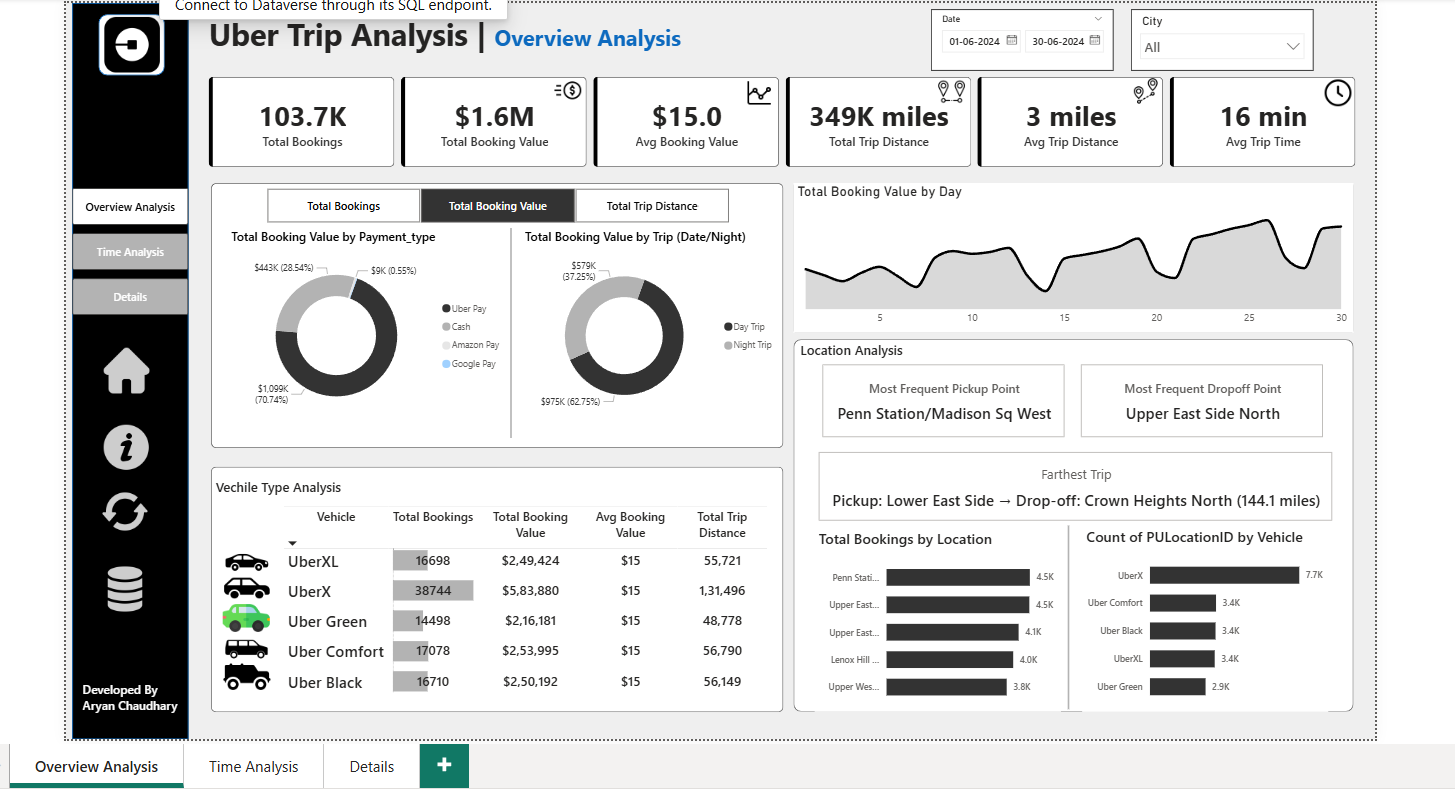 Connect to Dataverse through its SQL endpoint.
Uber Trip Analysis | Overview Analysis
Date
01-06-2024 30-06-2024
City
All
103.7K
Total Bookings
$1.6M
Total Booking Value
$15.0
Avg Booking Value
349K miles
Total Trip Distance
3 miles
Avg Trip Distance
16 min
Avg Trip Time
Overview Analysis
Time Analysis
Details
Developed By
Aryan Chaudhary
Total Bookings
Total Booking Value
Total Trip Distance
Total Booking Value by Payment_type
$443K (28.54%)
$9K (0.55%)
$1,099K
(70.74%)
Uber Pay
Cash
Amazon Pay
Google Pay
Total Booking Value by Trip (Date/Night)
$579K
(37.25%)
$975K (62.75%)
Day Trip
Night Trip
Total Booking Value by Day
5 10 15 20 25 30
Vechile Type Analysis
Vehicle
Total Bookings
Total Booking
Value
Avg Booking
Value
Total Trip
Distance
UberXL 16698 $2,49,424 $15 55,721
UberX 38744 $5,83,880 $15 1,31,496
Uber Green 14498 $2,16,181 $15 48,778
Uber Comfort 17078 $2,53,995 $15 56,790
Uber Black 16710 $2,50,192 $15 56,149
Location Analysis
Most Frequent Pickup Point
Penn Station/Madison Sq West
Most Frequent Dropoff Point
Upper East Side North
Farthest Trip
Pickup: Lower East Side → Drop-off: Crown Heights North (144.1 miles)
Total Bookings by Location
Penn Stati... 4.5K
Upper East... 4.5K
Upper East... 4.1K
Lenox Hill ... 4.0K
Upper Wes... 3.8K
Count of PULocationID by Vehicle
UberX 7.7K
Uber Comfort 3.4K
Uber Black 3.4K
UberXL 3.4K
Uber Green 2.9K
Overview Analysis
Time Analysis
Details